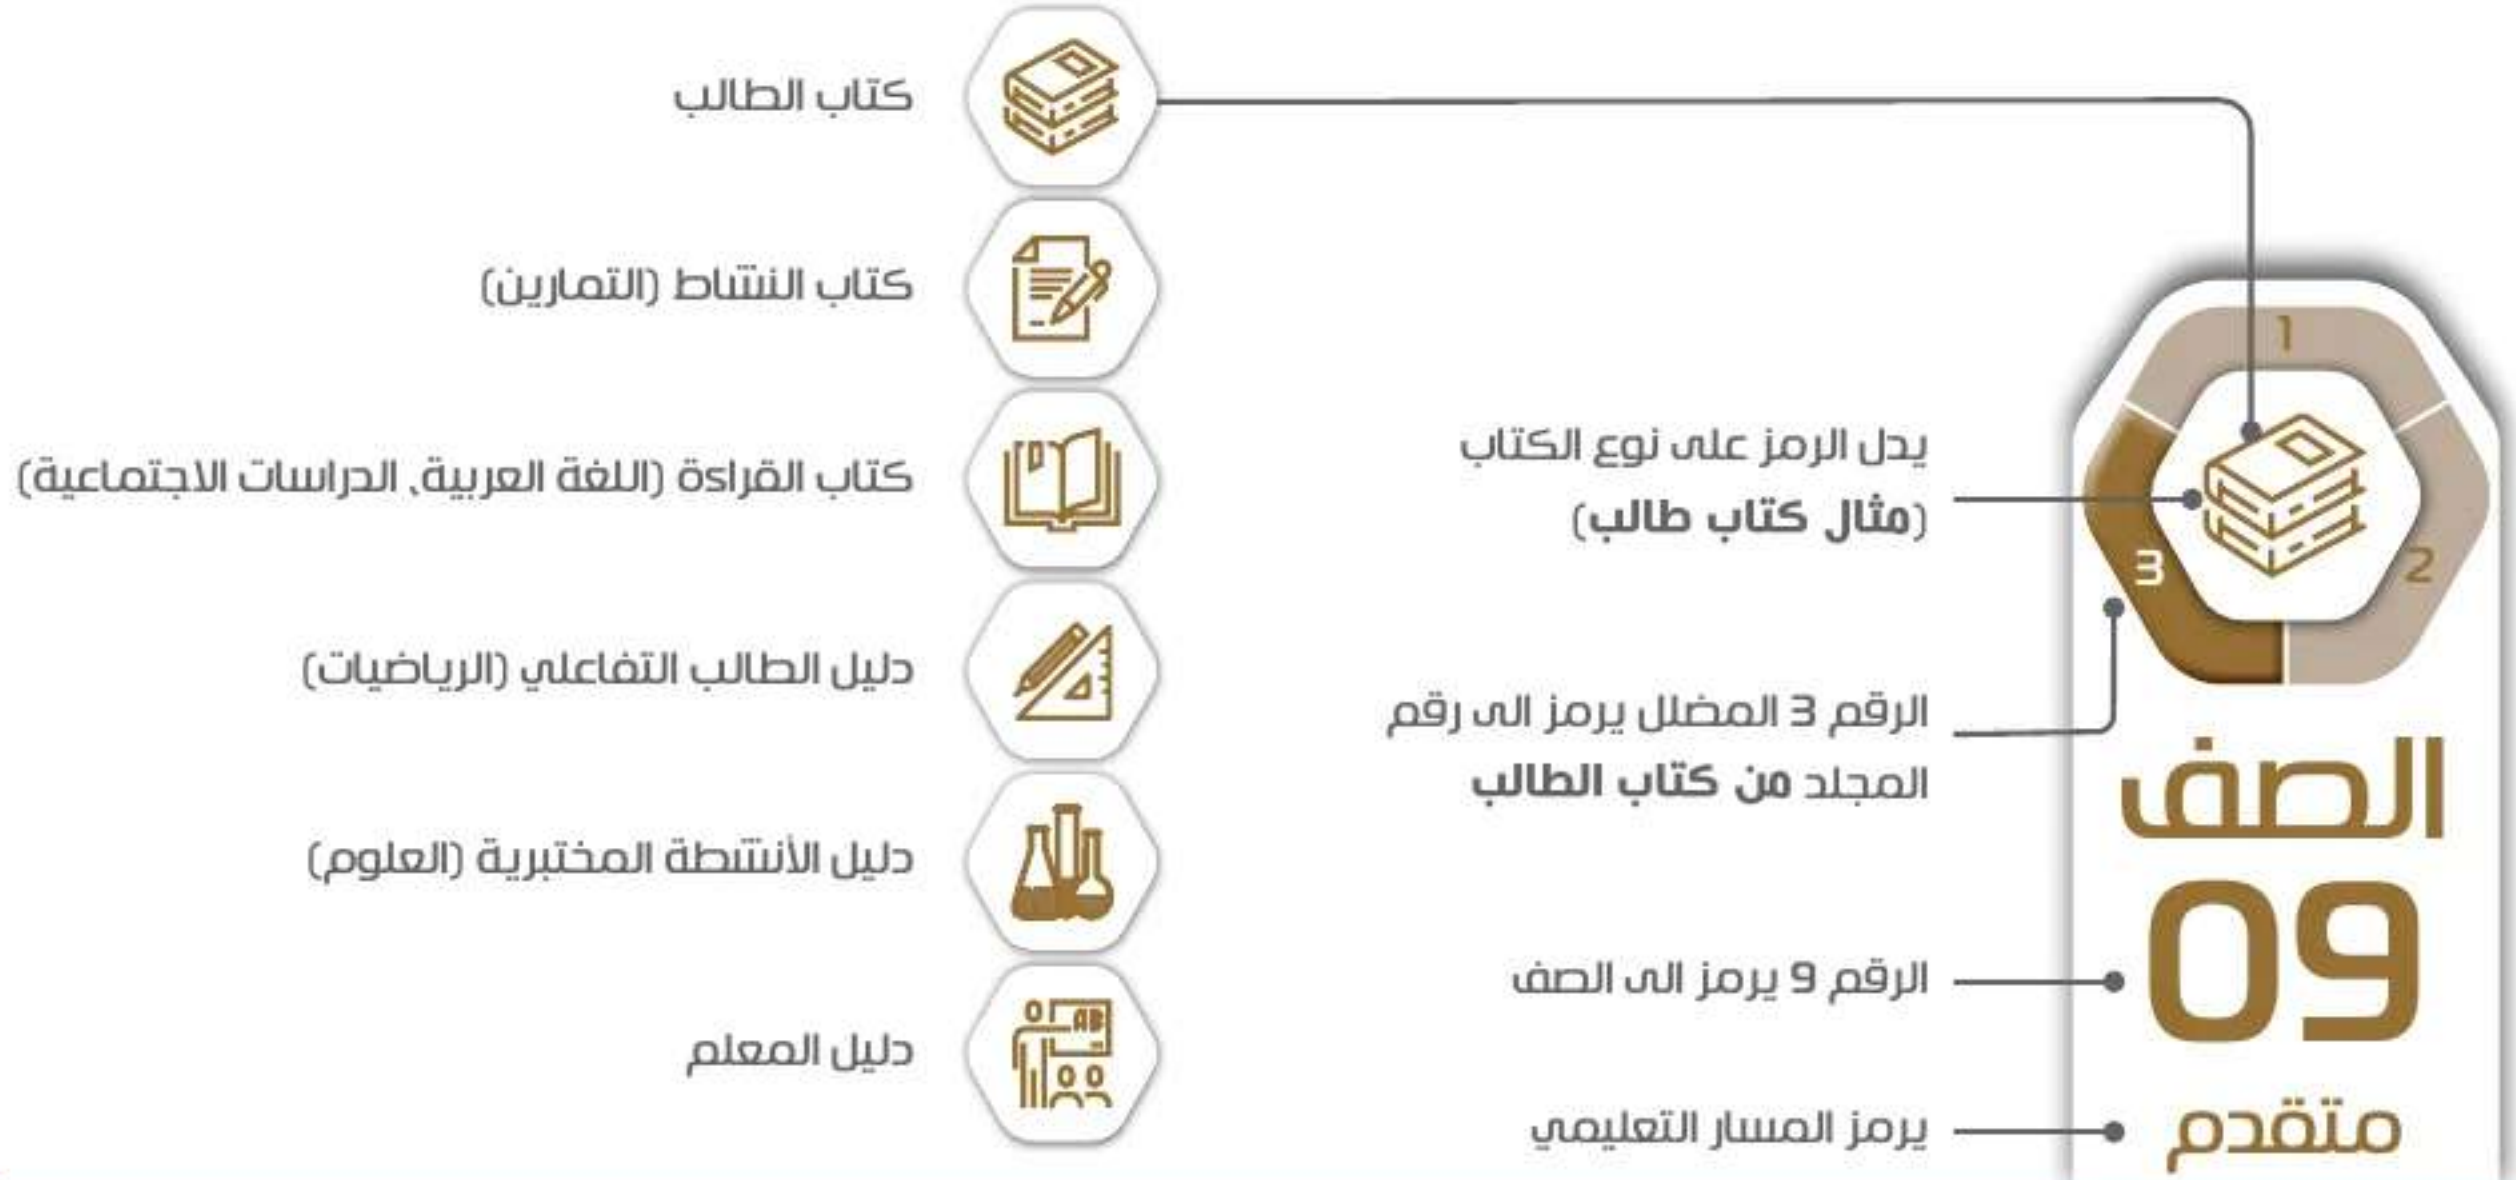 1
2
3
الصف
09
متقدم
يدل الرمز على نوع الكتاب
(مثال كتاب طالب)
الرقم 3 المضلل يرمز الى رقم
المجلد من كتاب الطالب
الرقم 9 يرمز الى الصف
يرمز المسار التعليمي
كتاب الطالب
كتاب النشاط (التمارين)
كتاب القراءة (اللغة العربية، الدراسات الاجتماعية)
دليل الطالب التفاعلي (الرياضيات)
دليل الأنشطة المختبرية (العلوم)
AB
دليل المعلم